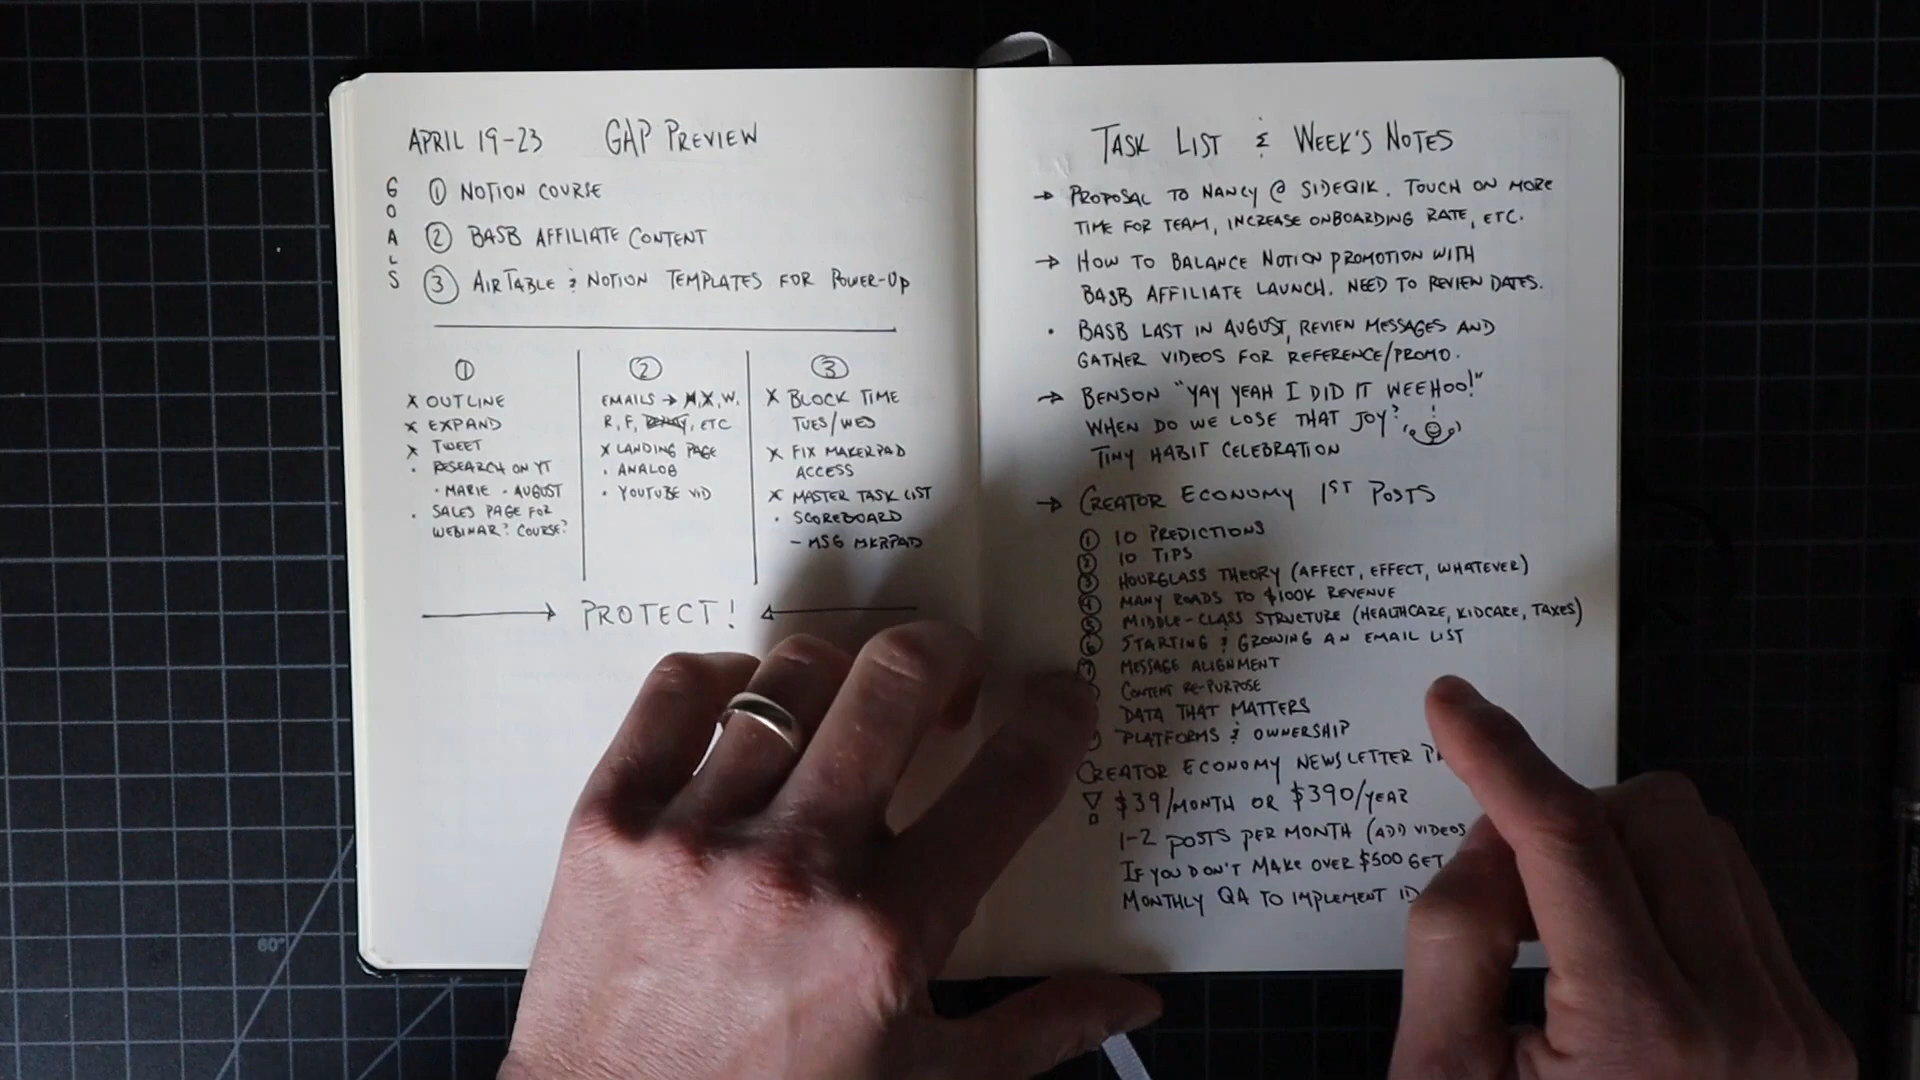 APRIL 19-23 GAP PREVIEW
GOALS
① NOTION COURSE
② BASB AFFILIATE CONTENT
③ AIRTABLE & NOTION TEMPLATES FOR POWER-UP
①
X OUTLINE
X EXPAND
X TWEET
· RESEARCH ON YT
· MARIE · AUGUST
· SALES PAGE FOR
WEBINAR? COURSE?
②
EMAILS → M, X, W,
R, F, ETC
X LANDING PAGE
· ANALOG
· YOUTUBE VID
③
X BLOCK TIME
TUES/WED
X FIX MAKERPAD
ACCESS
X MASTER TASK LIST
· SCOREBOARD
- MSG MKRPAD
→ PROTECT! ←
TASK LIST & WEEK'S NOTES
→ PROPOSAL TO NANCY @ SIDEQIK. TOUCH ON MORE
TIME FOR TEAM, INCREASE ONBOARDING RATE, ETC.
→ HOW TO BALANCE NOTION PROMOTION WITH
BASB AFFILIATE LAUNCH. NEED TO REVIEW DATES.
· BASB LAST IN AUGUST, REVIEW MESSAGES AND
GATHER VIDEOS FOR REFERENCE/PROMO.
→ BENSON "YAY YEAH I DID IT WEEHOO!"
WHEN DO WE LOSE THAT JOY?
TINY HABIT CELEBRATION
→ CREATOR ECONOMY 1ST POSTS
① 10 PREDICTIONS
② 10 TIPS
③ HOURGLASS THEORY (AFFECT, EFFECT, WHATEVER)
④ MANY ROADS TO $100K REVENUE
⑤ MIDDLE-CLASS STRUCTURE (HEALTHCARE, KIDCARE, TAXES)
⑥ STARTING & GROWING AN EMAIL LIST
⑦ MESSAGE ALIGNMENT
CONTENT RE-PURPOSE
DATA THAT MATTERS
PLATFORMS & OWNERSHIP
CREATOR ECONOMY NEWSLETTER
$39/MONTH OR $390/YEAR
1-2 POSTS PER MONTH (ADD VIDEOS
IF YOU DON'T MAKE OVER $500 GET
MONTHLY QA TO IMPLEMENT
60°